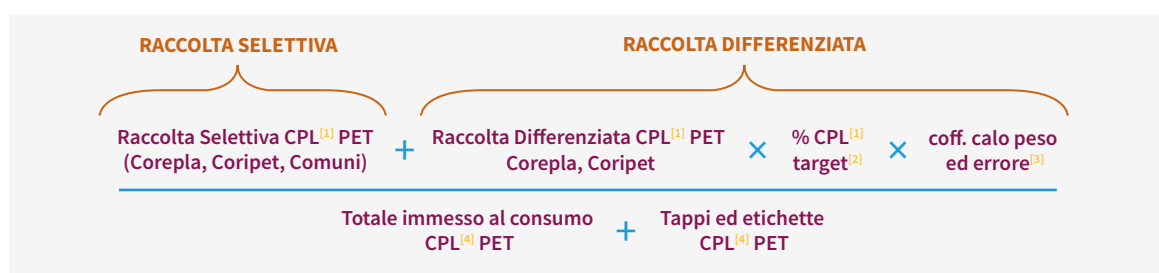 RACCOLTA SELETTIVA
RACCOLTA DIFFERENZIATA
Raccolta Selettiva CPL[1] PET
(Corepla, Coripet, Comuni)
+
Raccolta Differenziata CPL[1] PET
Corepla, Coripet
×
% CPL[1]
target[2]
×
coff. calo peso
ed errore[3]
Totale immesso al consumo
CPL[4] PET
+
Tappi ed etichette
CPL[4] PET